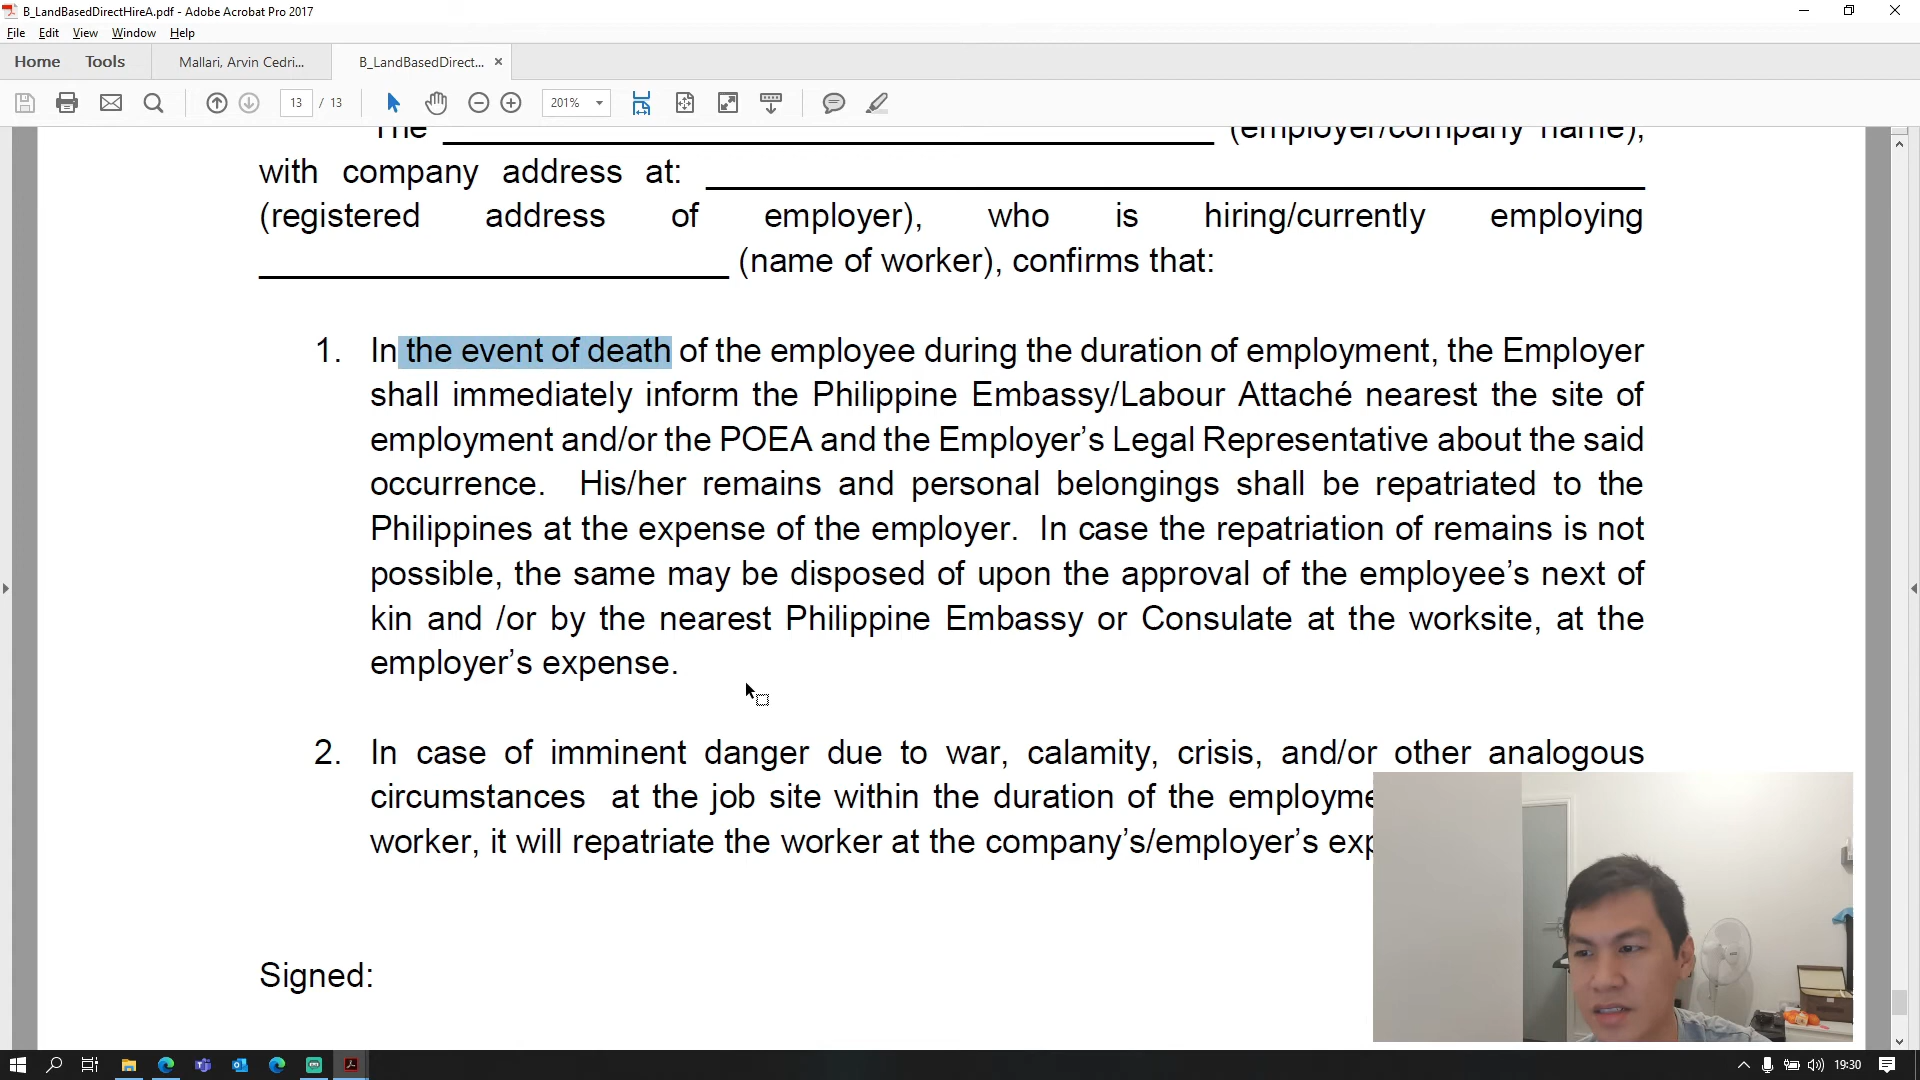 B_LandBasedDirectHireA.pdf - Adobe Acrobat Pro 2017
File Edit View Window Help
Home Tools Mallari, Arvin Cedri... B_LandBasedDirect... ×
13 / 13 201%
The (employer/company name),
with company address at:
(registered address of employer), who is hiring/currently employing
(name of worker), confirms that:
1. In the event of death of the employee during the duration of employment, the Employer
shall immediately inform the Philippine Embassy/Labour Attaché nearest the site of
employment and/or the POEA and the Employer’s Legal Representative about the said
occurrence. His/her remains and personal belongings shall be repatriated to the
Philippines at the expense of the employer. In case the repatriation of remains is not
possible, the same may be disposed of upon the approval of the employee’s next of
kin and /or by the nearest Philippine Embassy or Consulate at the worksite, at the
employer’s expense.
2. In case of imminent danger due to war, calamity, crisis, and/or other analogous
circumstances at the job site within the duration of the employme
worker, it will repatriate the worker at the company’s/employer’s exp
Signed:
19:30